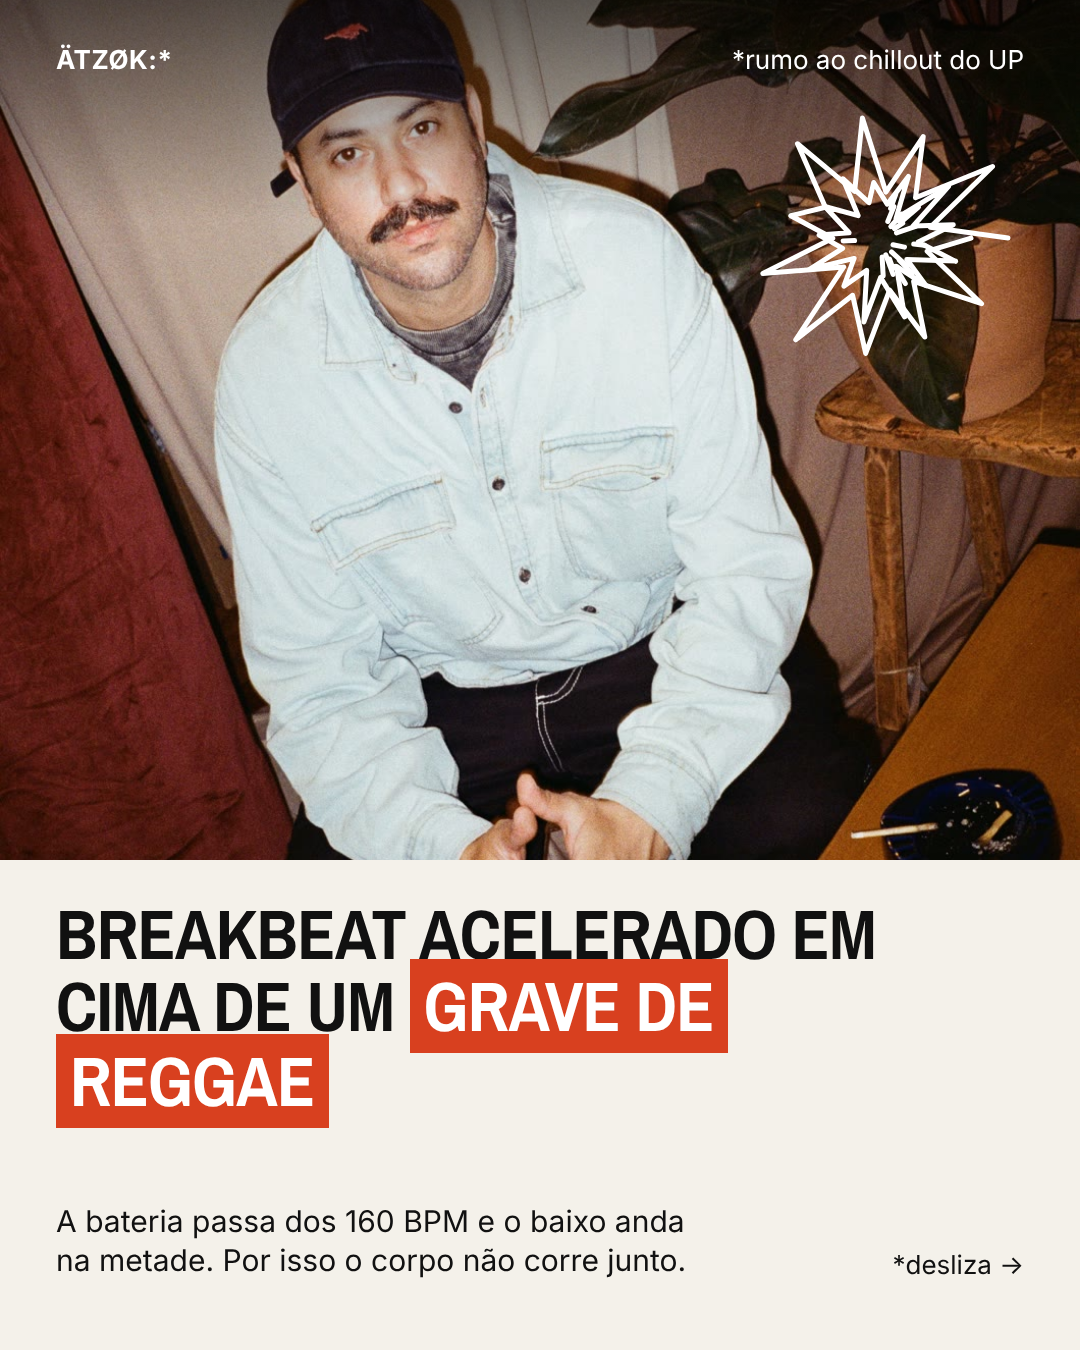 ÄTZØK:*
*rumo ao chillout do UP
BREAKBEAT ACELERADO EM
CIMA DE UM GRAVE DE
REGGAE
A bateria passa dos 160 BPM e o baixo anda
na metade. Por isso o corpo não corre junto.
*desliza →